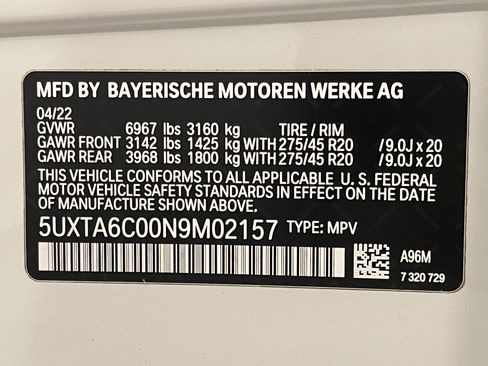 MFD BY BAYERISCHE MOTOREN WERKE AG
04/22
GVWR 6967 lbs 3160 kg TIRE / RIM
GAWR FRONT 3142 lbs 1425 kg WITH 275/45 R20 /9.0J x 20
GAWR REAR 3968 lbs 1800 kg WITH 275/45 R20 /9.0J x 20
THIS VEHICLE CONFORMS TO ALL APPLICABLE U. S. FEDERAL
MOTOR VEHICLE SAFETY STANDARDS IN EFFECT ON THE DATE
OF MANUFACTURE SHOWN ABOVE.
5UXTA6C00N9M02157 TYPE: MPV
A96M
7 320 729